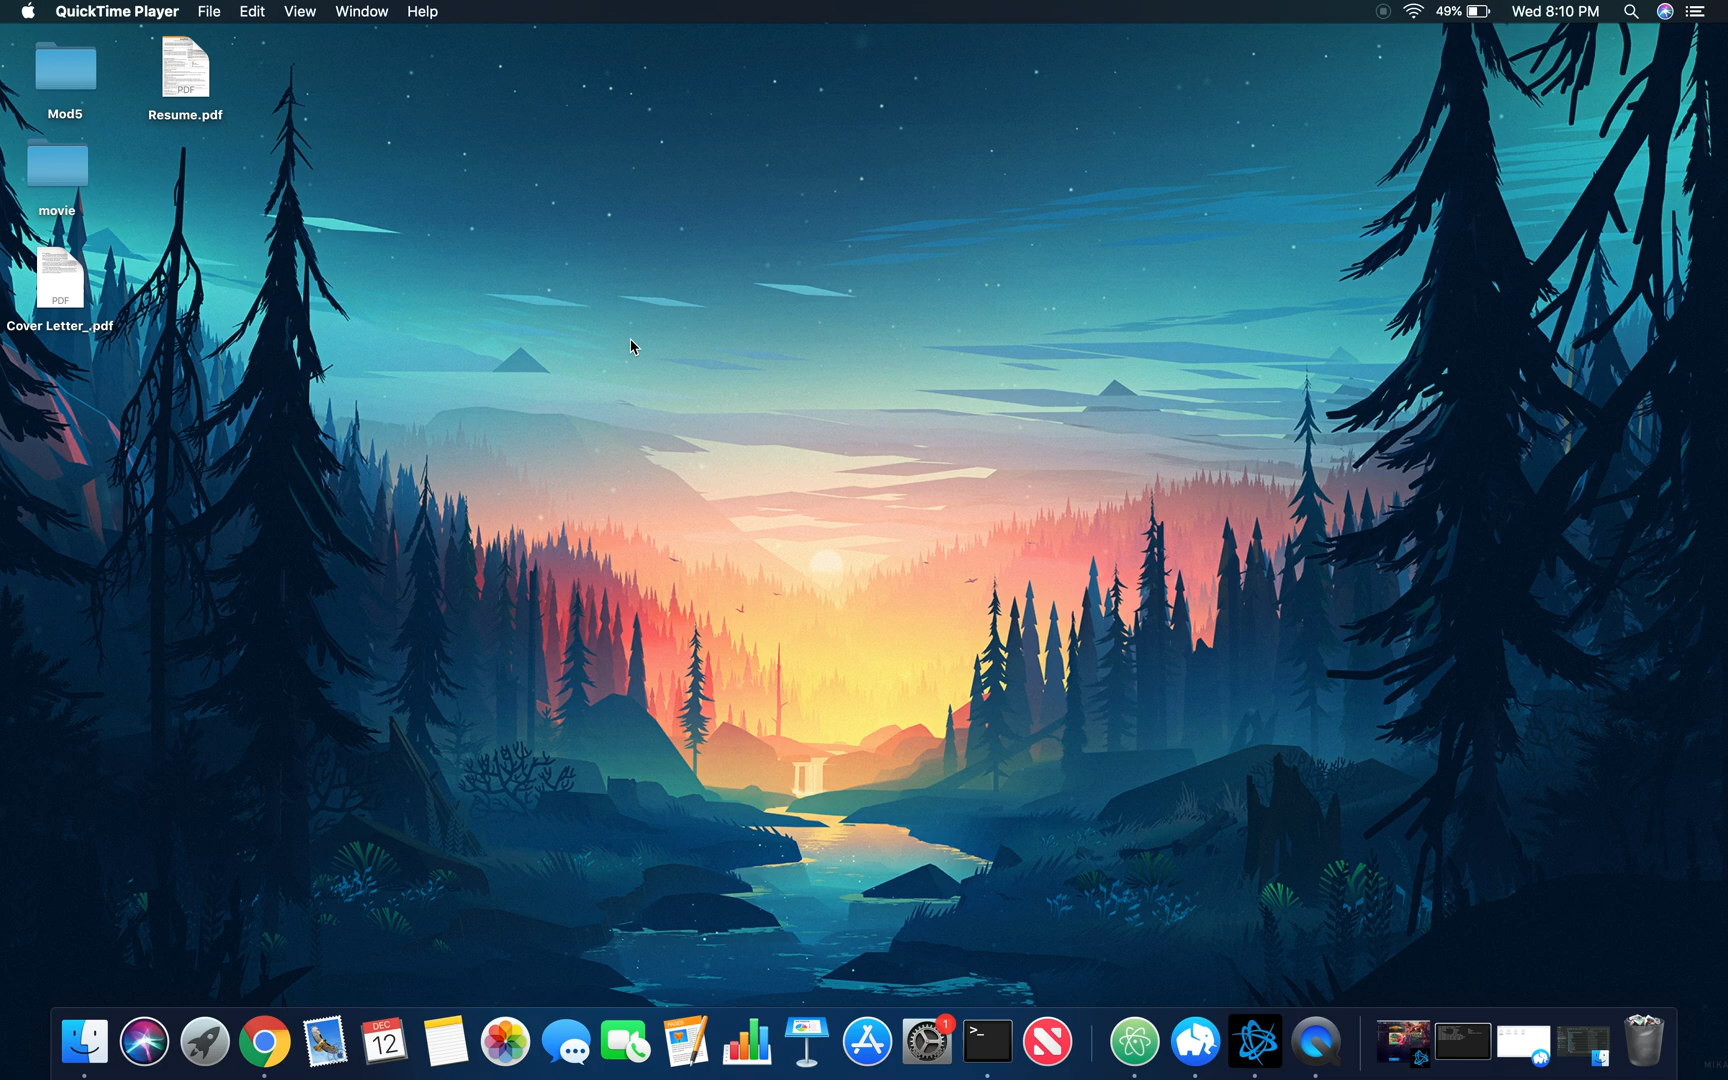 QuickTime Player File Edit View Window Help 49% Wed 8:10 PM
PDF
Mod5 Resume.pdf
movie
PDF
Cover Letter_.pdf
1
DEC
12
PAGES
>_